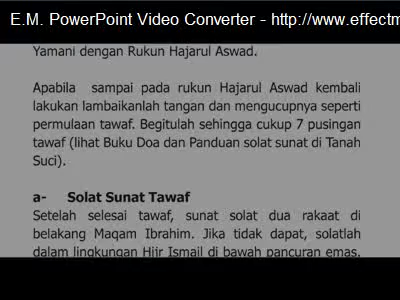 E.M. PowerPoint Video Converter - http://www.effectm
Yamani dengan Rukun Hajarul Aswad.
Apabila sampai pada rukun Hajarul Aswad kembali
lakukan lambaikanlah tangan dan mengucupnya seperti
permulaan tawaf. Begitulah sehingga cukup 7 pusingan
tawaf (lihat Buku Doa dan Panduan solat sunat di Tanah
Suci).
a- Solat Sunat Tawaf
Setelah selesai tawaf, sunat solat dua rakaat di
belakang Maqam Ibrahim. Jika tidak dapat, solatlah
dalam lingkungan Hijr Ismail di bawah pancuran emas.